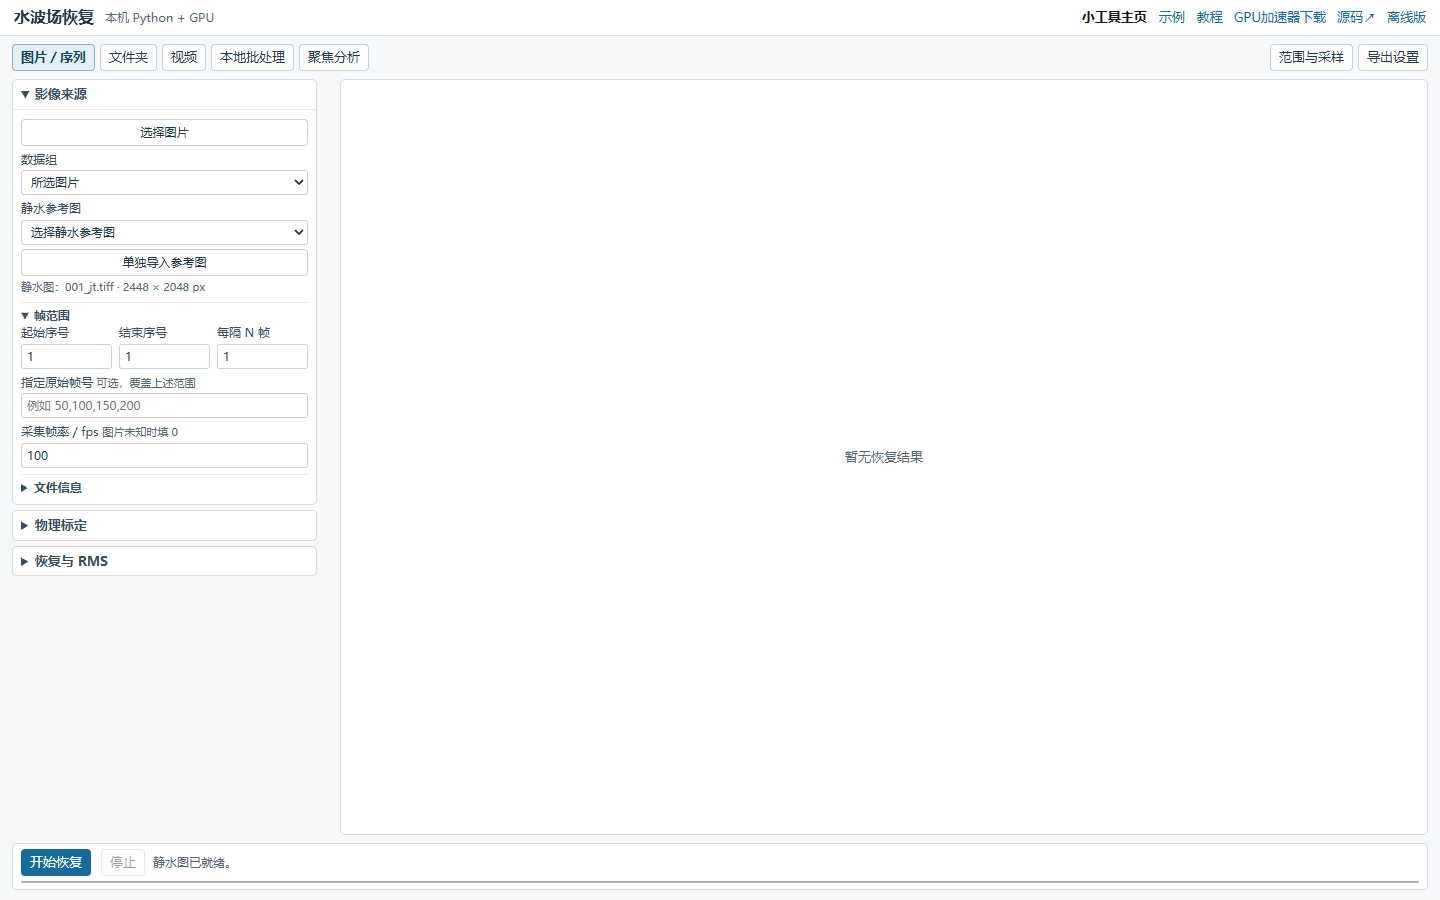 水波场恢复 本机 Python + GPU 小工具主页 示例 教程 GPU加速器下载 源码↗ 离线版
图片 / 序列 文件夹 视频 本地批处理 聚焦分析 范围与采样 导出设置
▼ 影像来源
选择图片
数据组
所选图片
静水参考图
选择静水参考图
单独导入参考图
静水图：001_jt.tiff · 2448 × 2048 px
▼ 帧范围
起始序号 结束序号 每隔 N 帧
1 1 1
指定原始帧号 可选，覆盖上述范围
例如 50,100,150,200
采集帧率 / fps 图片未知时填 0
100
▶ 文件信息
▶ 物理标定
▶ 恢复与 RMS
暂无恢复结果
开始恢复 停止 静水图已就绪。